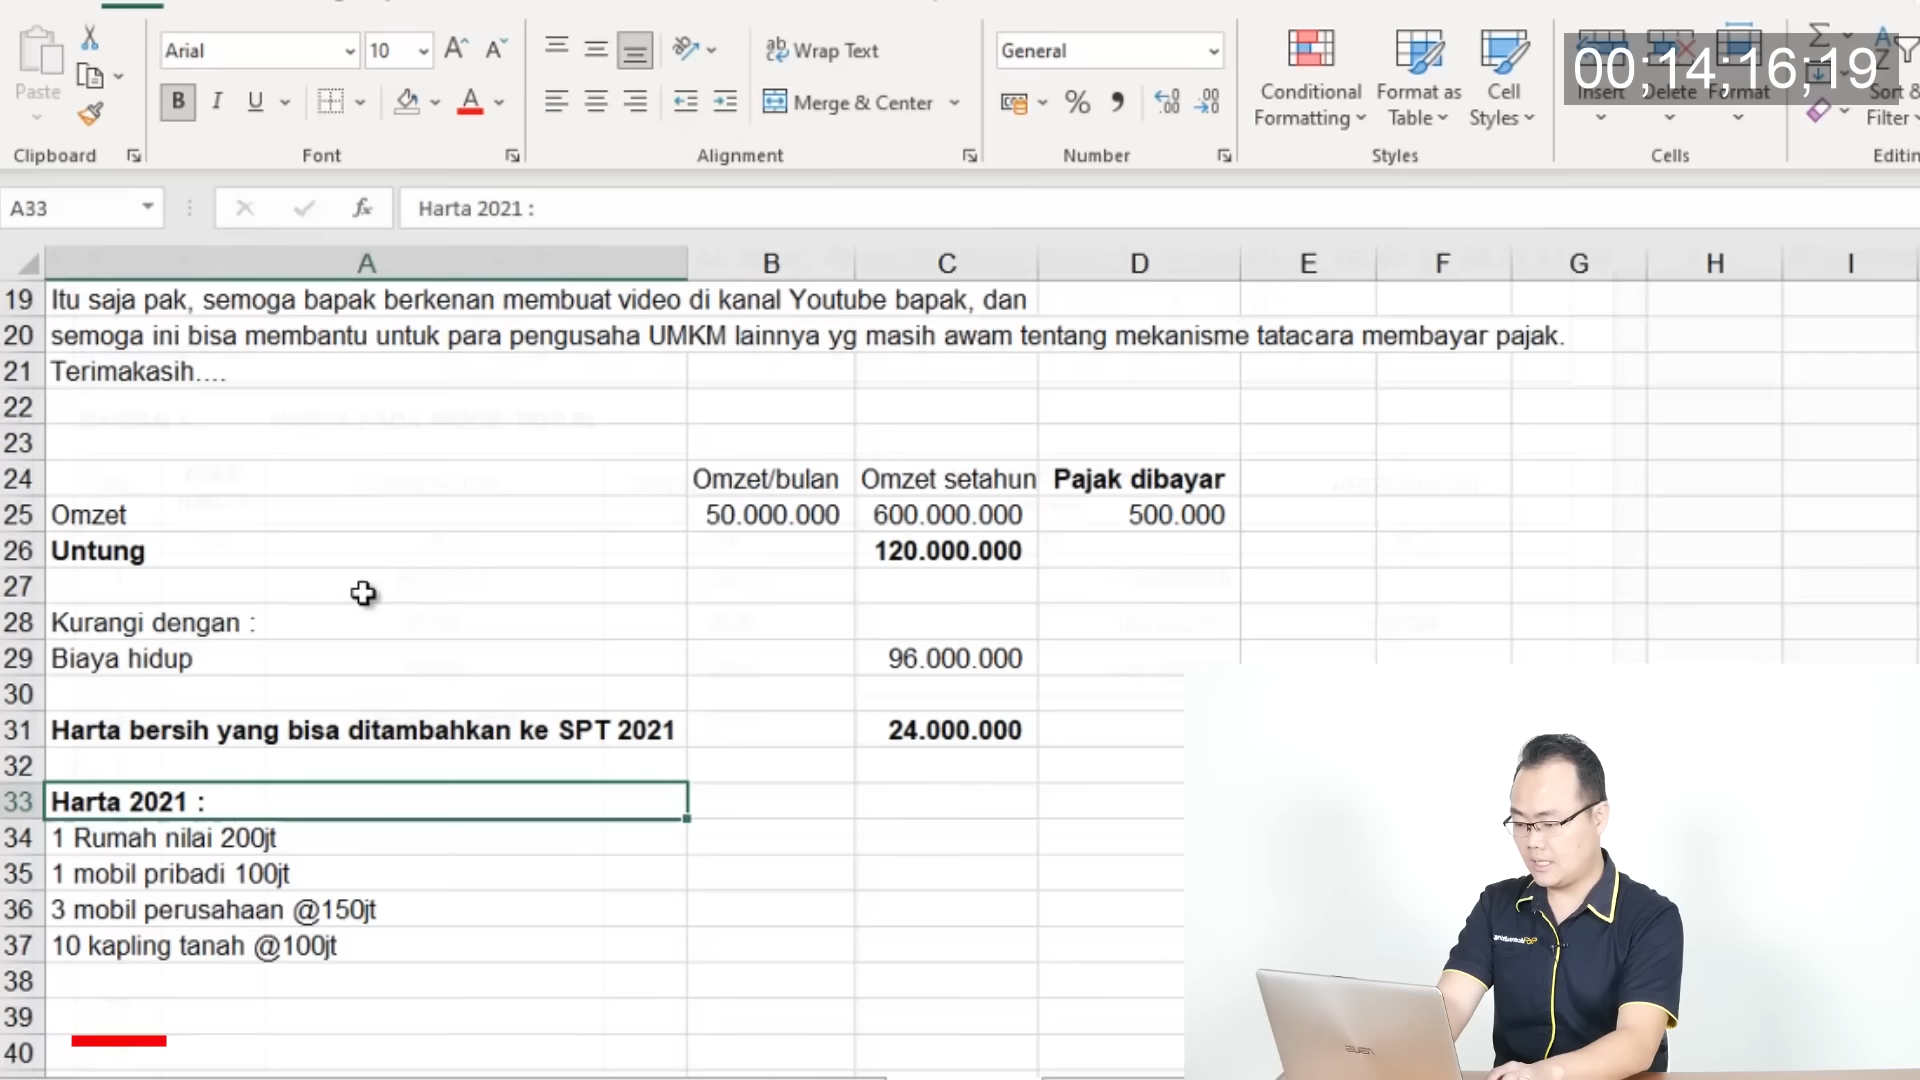 00;14;16;19
Arial
10
Wrap Text
General
Paste
B I U
Merge & Center
Conditional Formatting
Format as Table
Cell Styles
Insert
Delete
Format
Sort &
Filter
Clipboard
Font
Alignment
Number
Styles
Cells
Editin
A33
fx
Harta 2021 :
A B C D E F G H I
19 Itu saja pak, semoga bapak berkenan membuat video di kanal Youtube bapak, dan
20 semoga ini bisa membantu untuk para pengusaha UMKM lainnya yg masih awam tentang mekanisme tatacara membayar pajak.
21 Terimakasih....
22
23
24 Omzet/bulan Omzet setahun Pajak dibayar
25 Omzet 50.000.000 600.000.000 500.000
26 Untung 120.000.000
27
28 Kurangi dengan :
29 Biaya hidup 96.000.000
30
31 Harta bersih yang bisa ditambahkan ke SPT 2021 24.000.000
32
33 Harta 2021 :
34 1 Rumah nilai 200jt
35 1 mobil pribadi 100jt
36 3 mobil perusahaan @150jt
37 10 kapling tanah @100jt
38
39
40
ASUS